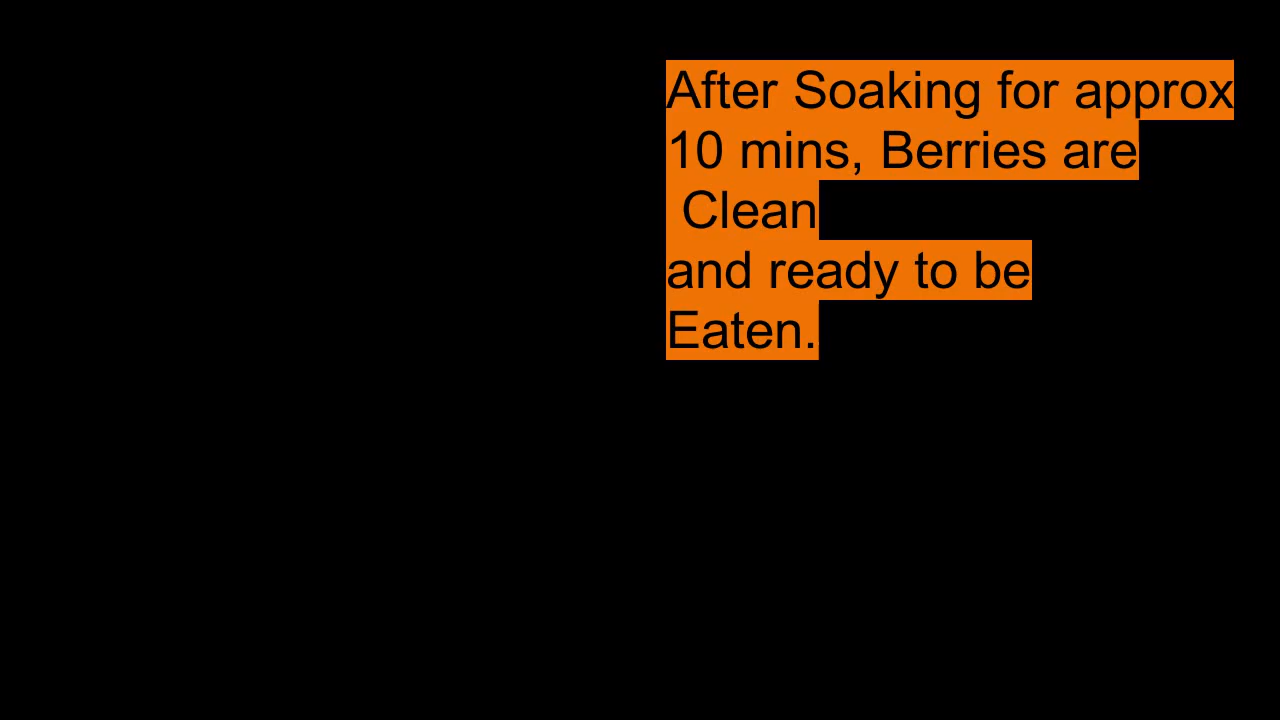 After Soaking for approx
10 mins, Berries are
Clean
and ready to be
Eaten.